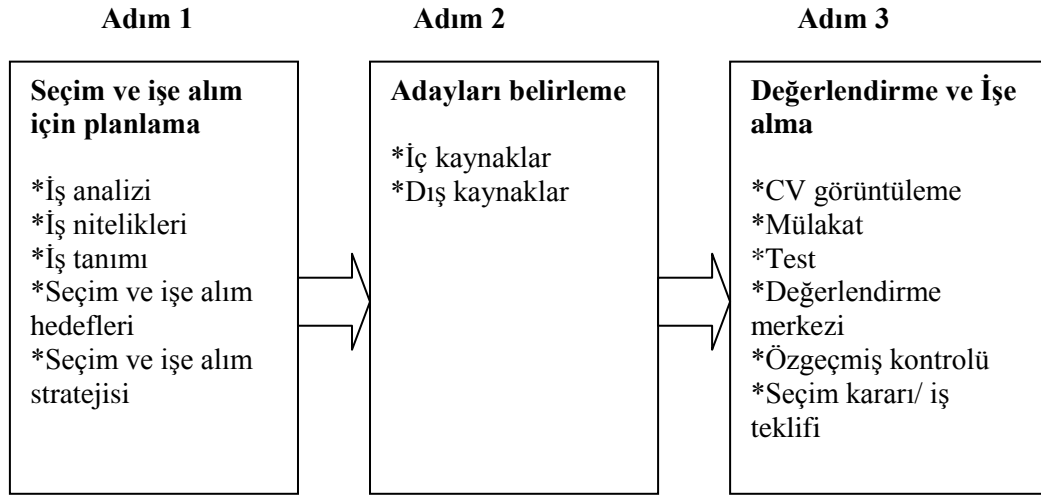 Adım 1
Adım 2
Adım 3
Seçim ve işe alım
için planlama
*İş analizi
*İş nitelikleri
*İş tanımı
*Seçim ve işe alım
hedefleri
*Seçim ve işe alım
stratejisi
Adayları belirleme
*İç kaynaklar
*Dış kaynaklar
Değerlendirme ve İşe
alma
*CV görüntüleme
*Mülakat
*Test
*Değerlendirme
merkezi
*Özgeçmiş kontrolü
*Seçim kararı/ iş
teklifi